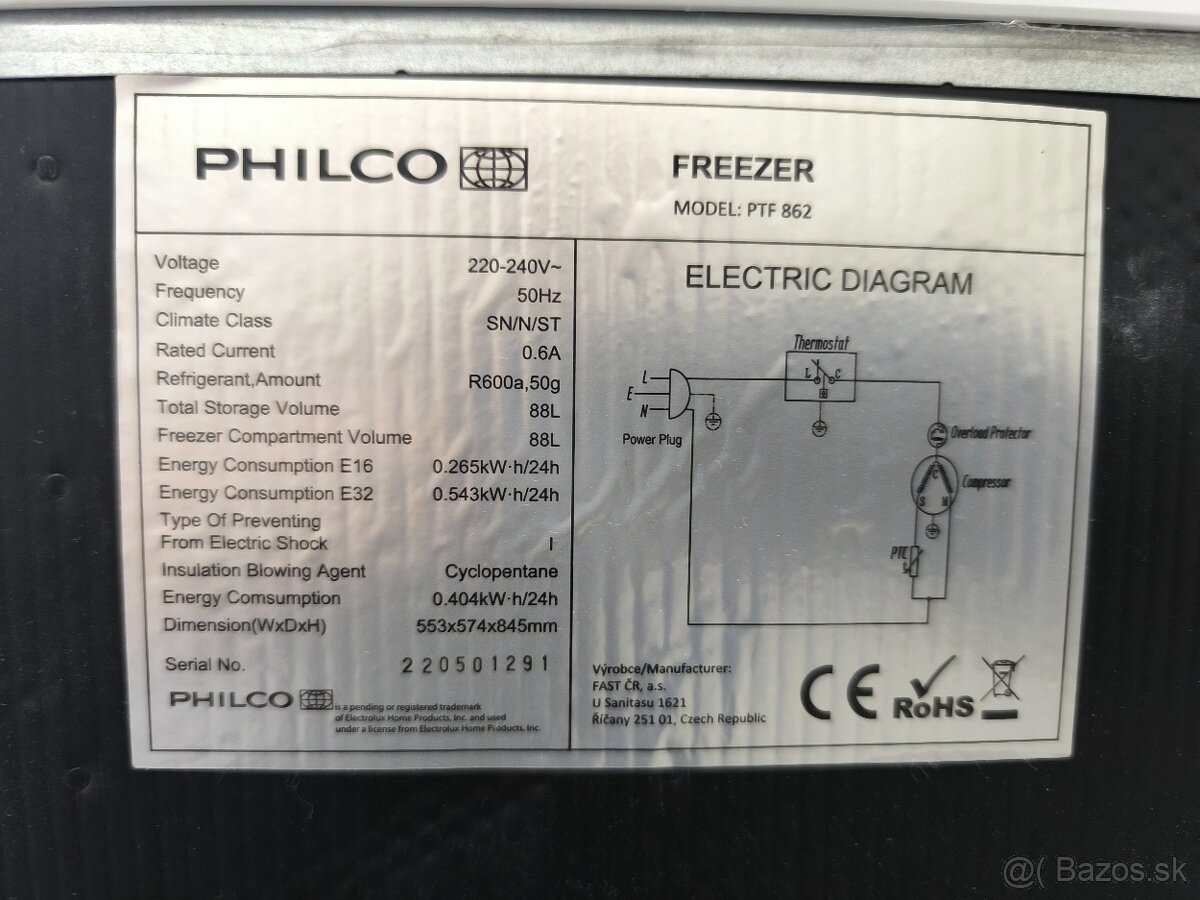 PHILCO
FREEZER
MODEL: PTF 862
Voltage 220-240V~
Frequency 50Hz
Climate Class SN/N/ST
Rated Current 0.6A
Refrigerant,Amount R600a,50g
Total Storage Volume 88L
Freezer Compartment Volume 88L
Energy Consumption E16 0.265kW·h/24h
Energy Consumption E32 0.543kW·h/24h
Type Of Preventing
From Electric Shock I
Insulation Blowing Agent Cyclopentane
Energy Comsumption 0.404kW·h/24h
Dimension(WxDxH) 553x574x845mm
Serial No. 220501291
PHILCO is a pending or registered trademark
of Electrolux Home Products, Inc. and used
under a license from Electrolux Home Products, Inc.
ELECTRIC DIAGRAM
Thermostat
L C
L
E
N
Power Plug
Overload Protector
C
S M
Compressor
PTC
t
Výrobce/Manufacturer:
FAST ČR, a.s.
U Sanitasu 1621
Říčany 251 01, Czech Republic
CE
RoHS
@( Bazos.sk